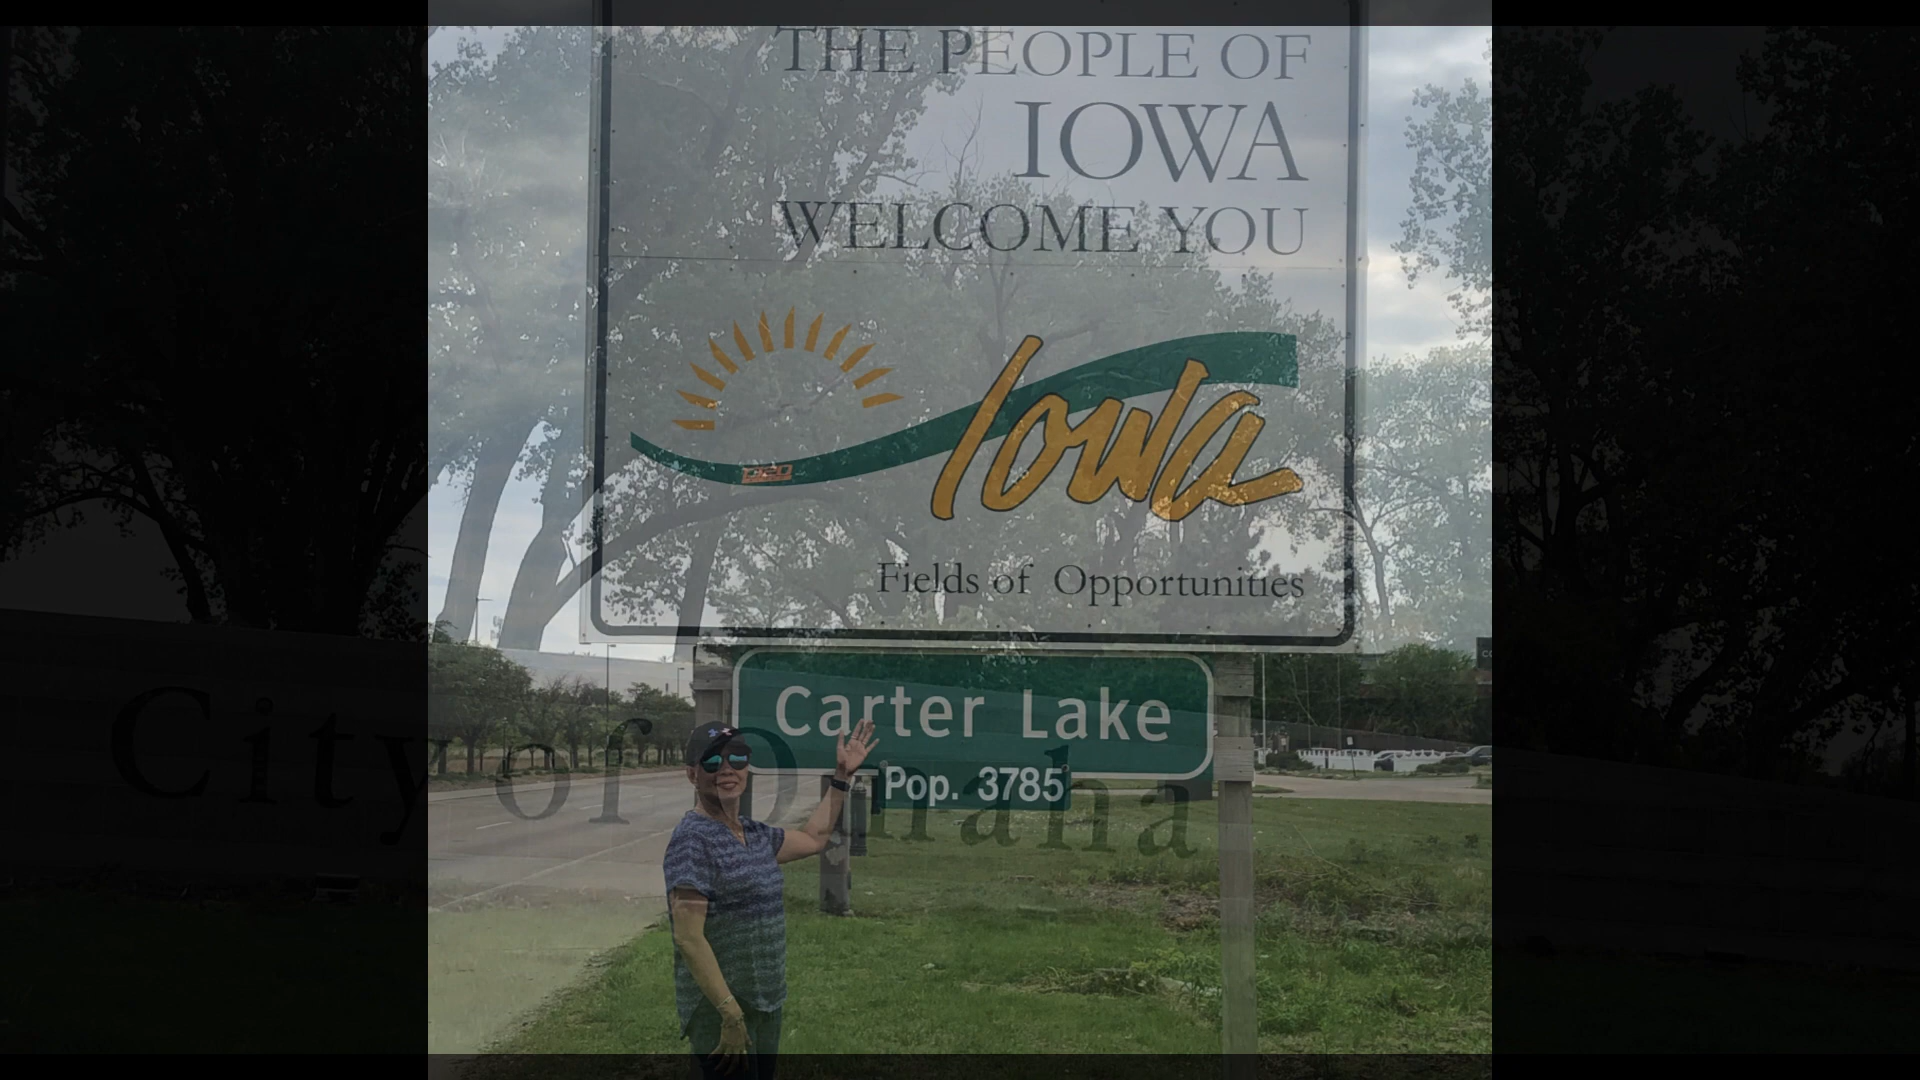 THE PEOPLE OF
IOWA
WELCOME YOU
Iowa
Fields of Opportunities
Carter Lake
Pop. 3785
City of Omaha